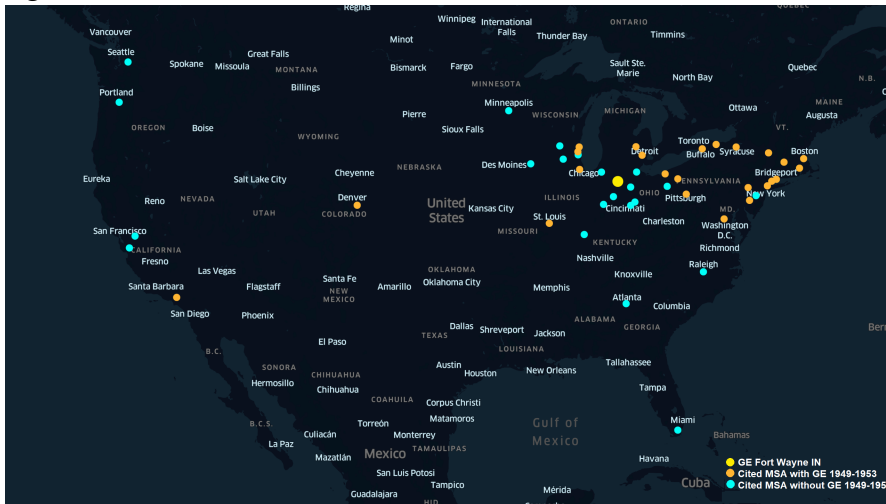 Regina
Winnipeg
International
Falls
Thunder Bay
ONTARIO
Timmins
QUEBEC
Vancouver
Seattle
Spokane
Missoula
Great Falls
MONTANA
Billings
Minot
Bismarck
Fargo
MINNESOTA
Sault Ste.
Marie
North Bay
Quebec
N.B.
Portland
OREGON
Boise
WYOMING
Pierre
Sioux Falls
Minneapolis
WISCONSIN
MICHIGAN
Ottawa
MAINE
Augusta
VT.
Toronto
Buffalo
Syracuse
Boston
Detroit
Eureka
Reno
NEVADA
Salt Lake City
UTAH
Cheyenne
NEBRASKA
Des Moines
Chicago
Bridgeport
PENNSYLVANIA
New York
Denver
COLORADO
United
States
Kansas City
ILLINOIS
St. Louis
MISSOURI
OHIO
Cincinnati
Pittsburgh
MD.
Charleston
Washington
D.C.
Richmond
San Francisco
CALIFORNIA
Fresno
Las Vegas
KENTUCKY
Nashville
Knoxville
Raleigh
Santa Barbara
San Diego
Flagstaff
Phoenix
Santa Fe
NEW
MEXICO
Amarillo
OKLAHOMA
Oklahoma City
Memphis
Atlanta
Columbia
ALABAMA
GEORGIA
B.C.
El Paso
Dallas
TEXAS
Shreveport
Jackson
LOUISIANA
SONORA
Hermosillo
CHIHUAHUA
Chihuahua
Austin
Houston
New Orleans
Tallahassee
Tampa
COAHUILA
Corpus Christi
Matamoros
B.C.S.
La Paz
Culiacán
Torreón
Monterrey
Gulf of
Mexico
Miami
Bahamas
Mazatlán
Mexico
TAMAULIPAS
San Luis Potosi
Tampico
Guadalajara
Mérida
Havana
Cuba
GE Fort Wayne IN
Cited MSA with GE 1949-1953
Cited MSA without GE 1949-195